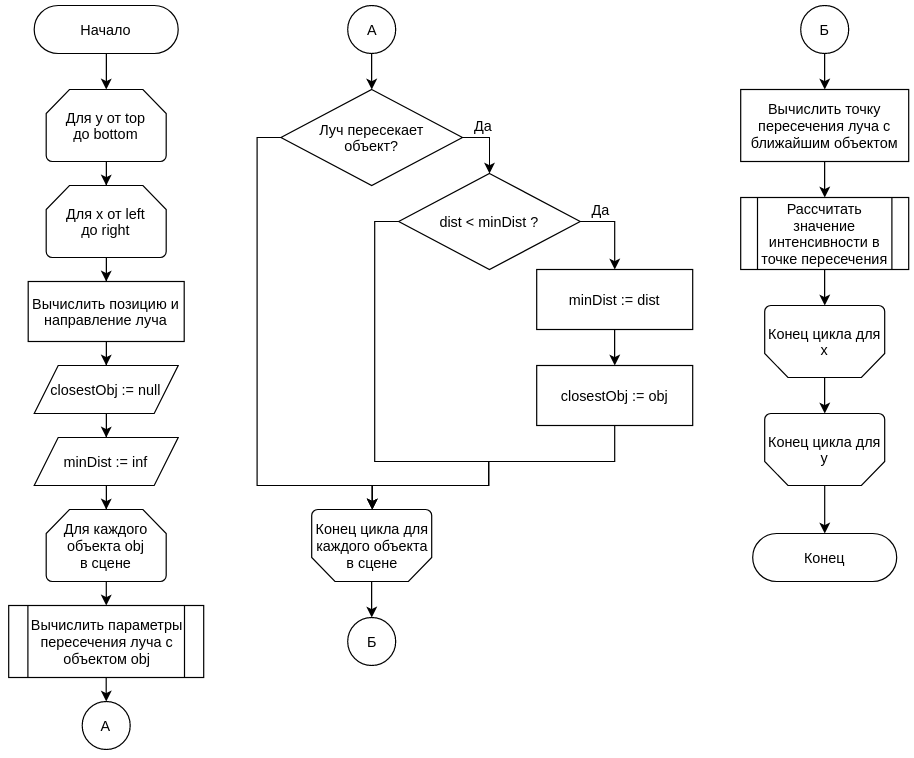 Начало
Для y от top
до bottom
Для x от left
до right
Вычислить позицию и
направление луча
closestObj := null
minDist := inf
Для каждого
объекта obj
в сцене
Вычислить параметры
пересечения луча с
объектом obj
А
А
Луч пересекает
объект?
Да
dist < minDist ?
Да
minDist := dist
closestObj := obj
Конец цикла для
каждого объекта
в сцене
Б
Б
Вычислить точку
пересечения луча с
ближайшим объектом
Рассчитать
значение
интенсивности в
точке пересечения
Конец цикла для
x
Конец цикла для
y
Конец